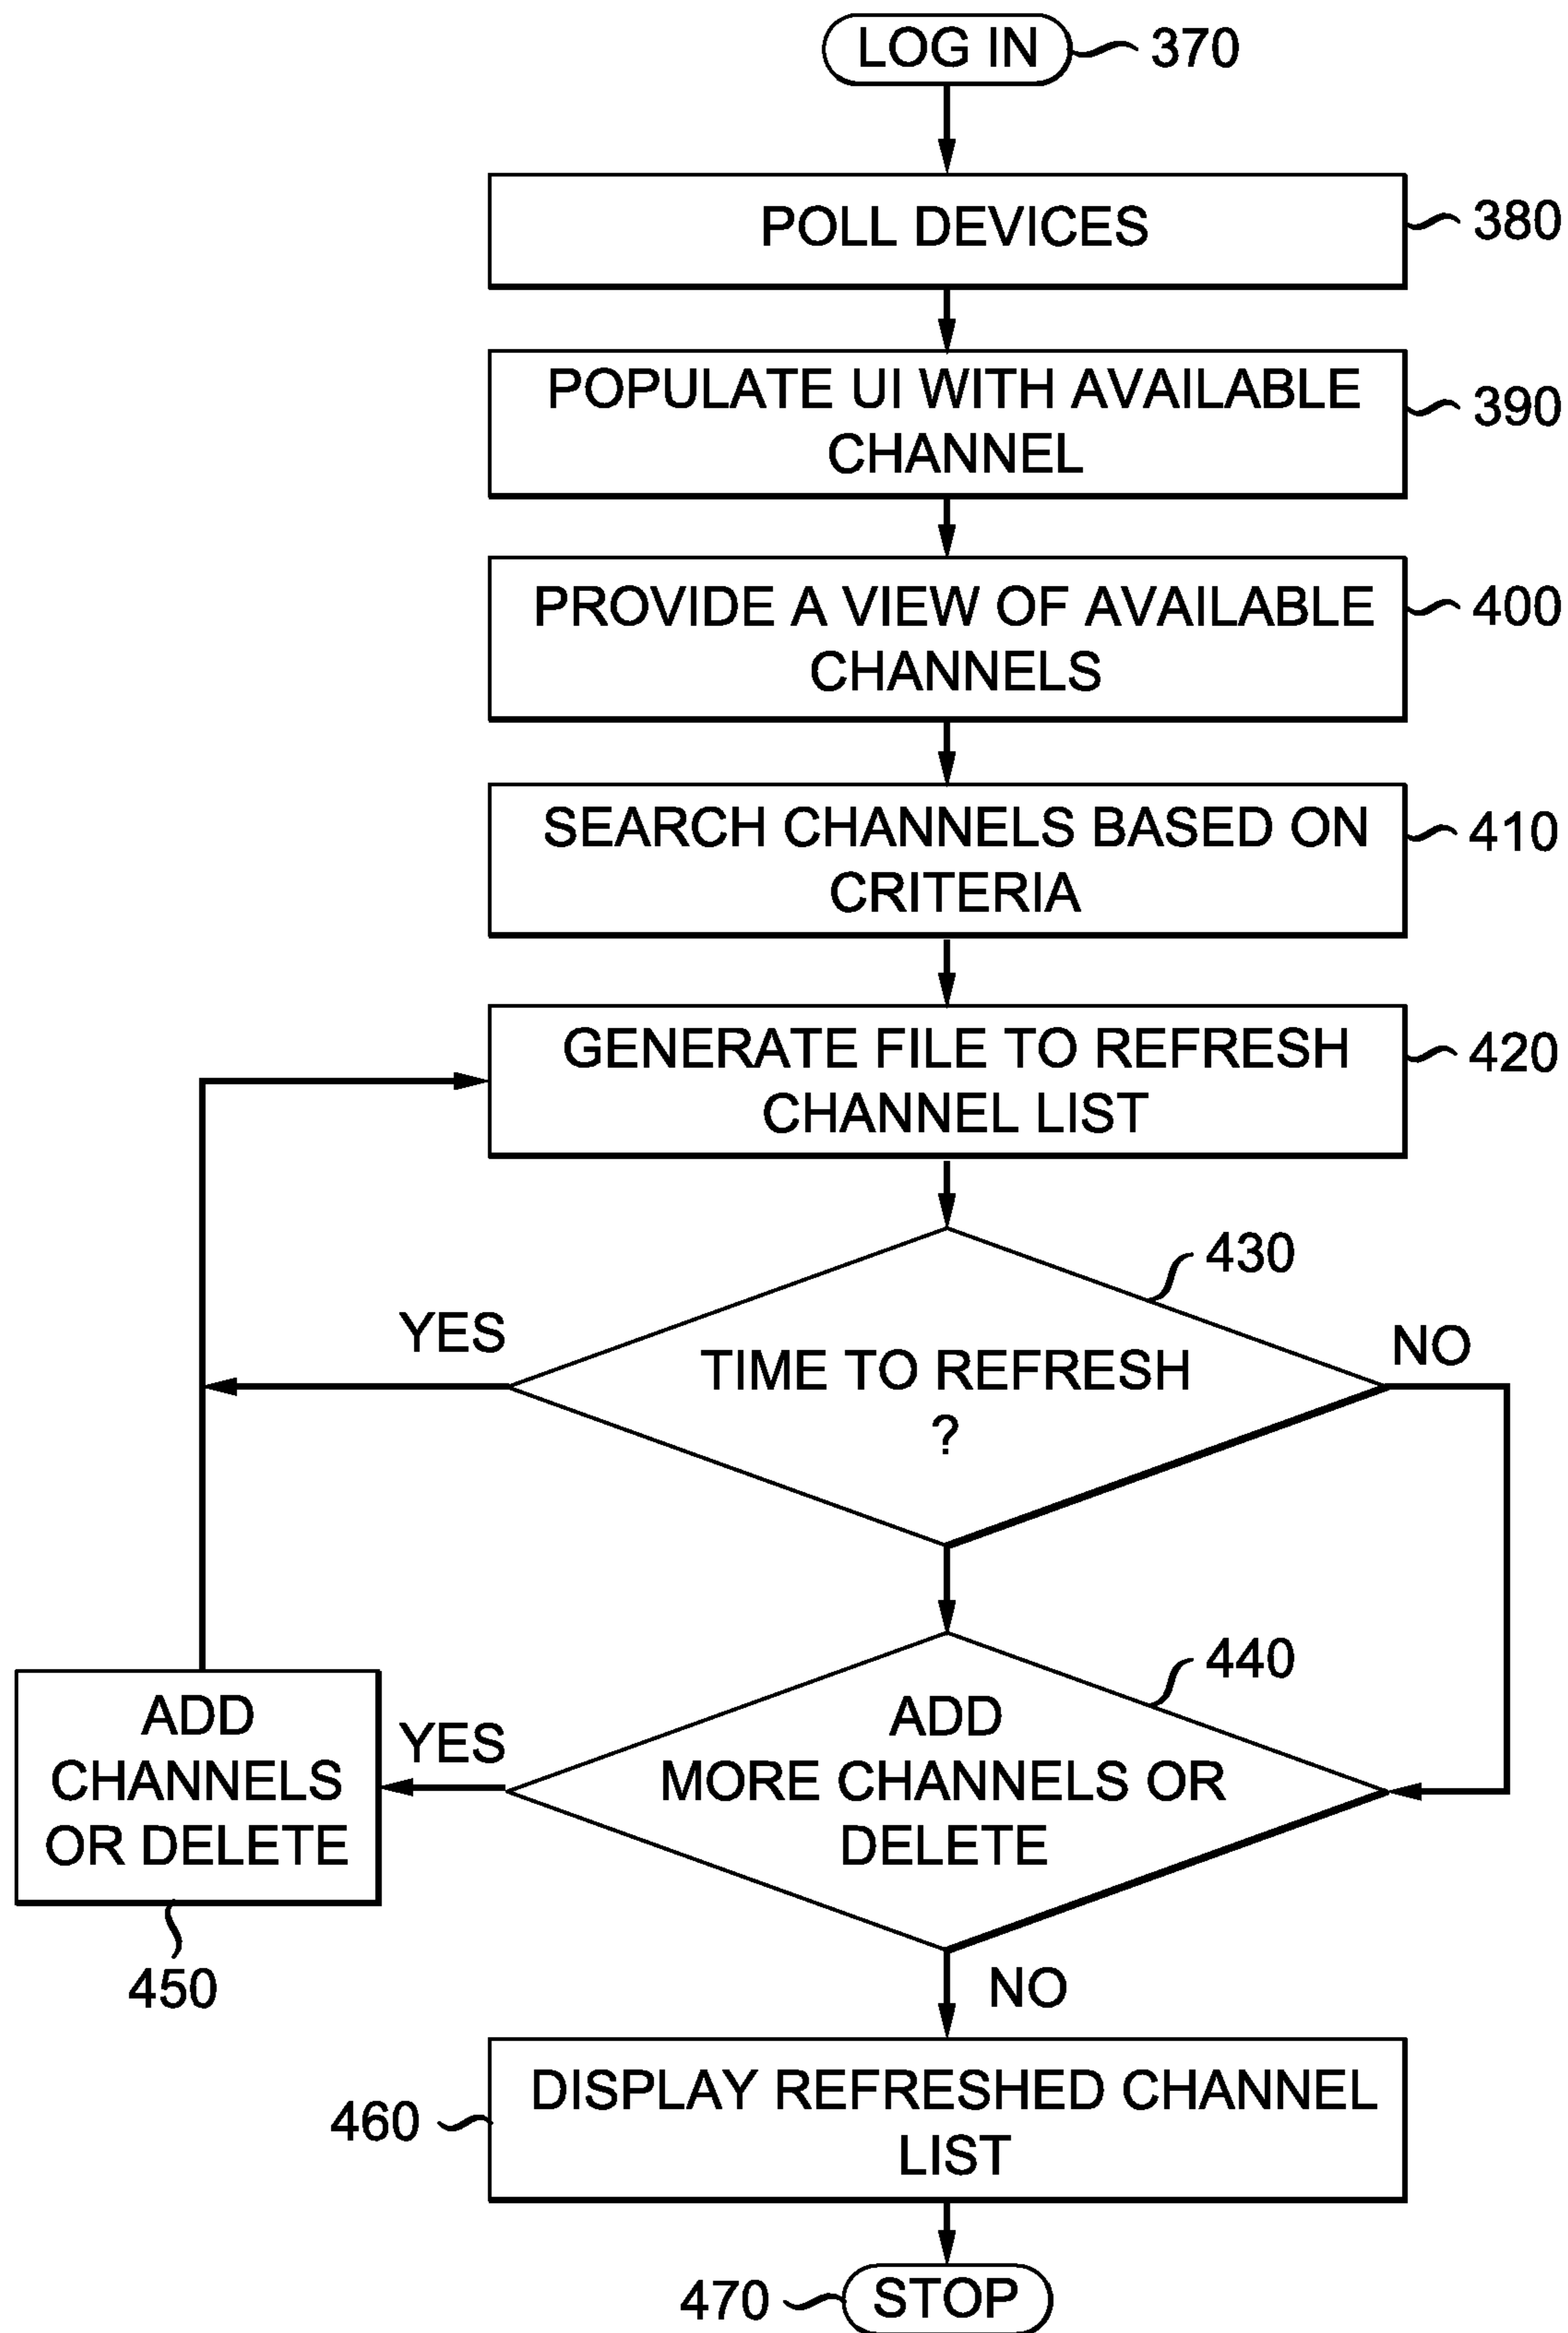 LOG IN
370
POLL DEVICES
380
POPULATE UI WITH AVAILABLE
CHANNEL
390
PROVIDE A VIEW OF AVAILABLE
CHANNELS
400
SEARCH CHANNELS BASED ON
CRITERIA
410
GENERATE FILE TO REFRESH
CHANNEL LIST
420
430
YES
TIME TO REFRESH
?
NO
440
ADD
MORE CHANNELS OR
DELETE
YES
ADD
CHANNELS
OR DELETE
450
NO
DISPLAY REFRESHED CHANNEL
LIST
460
STOP
470